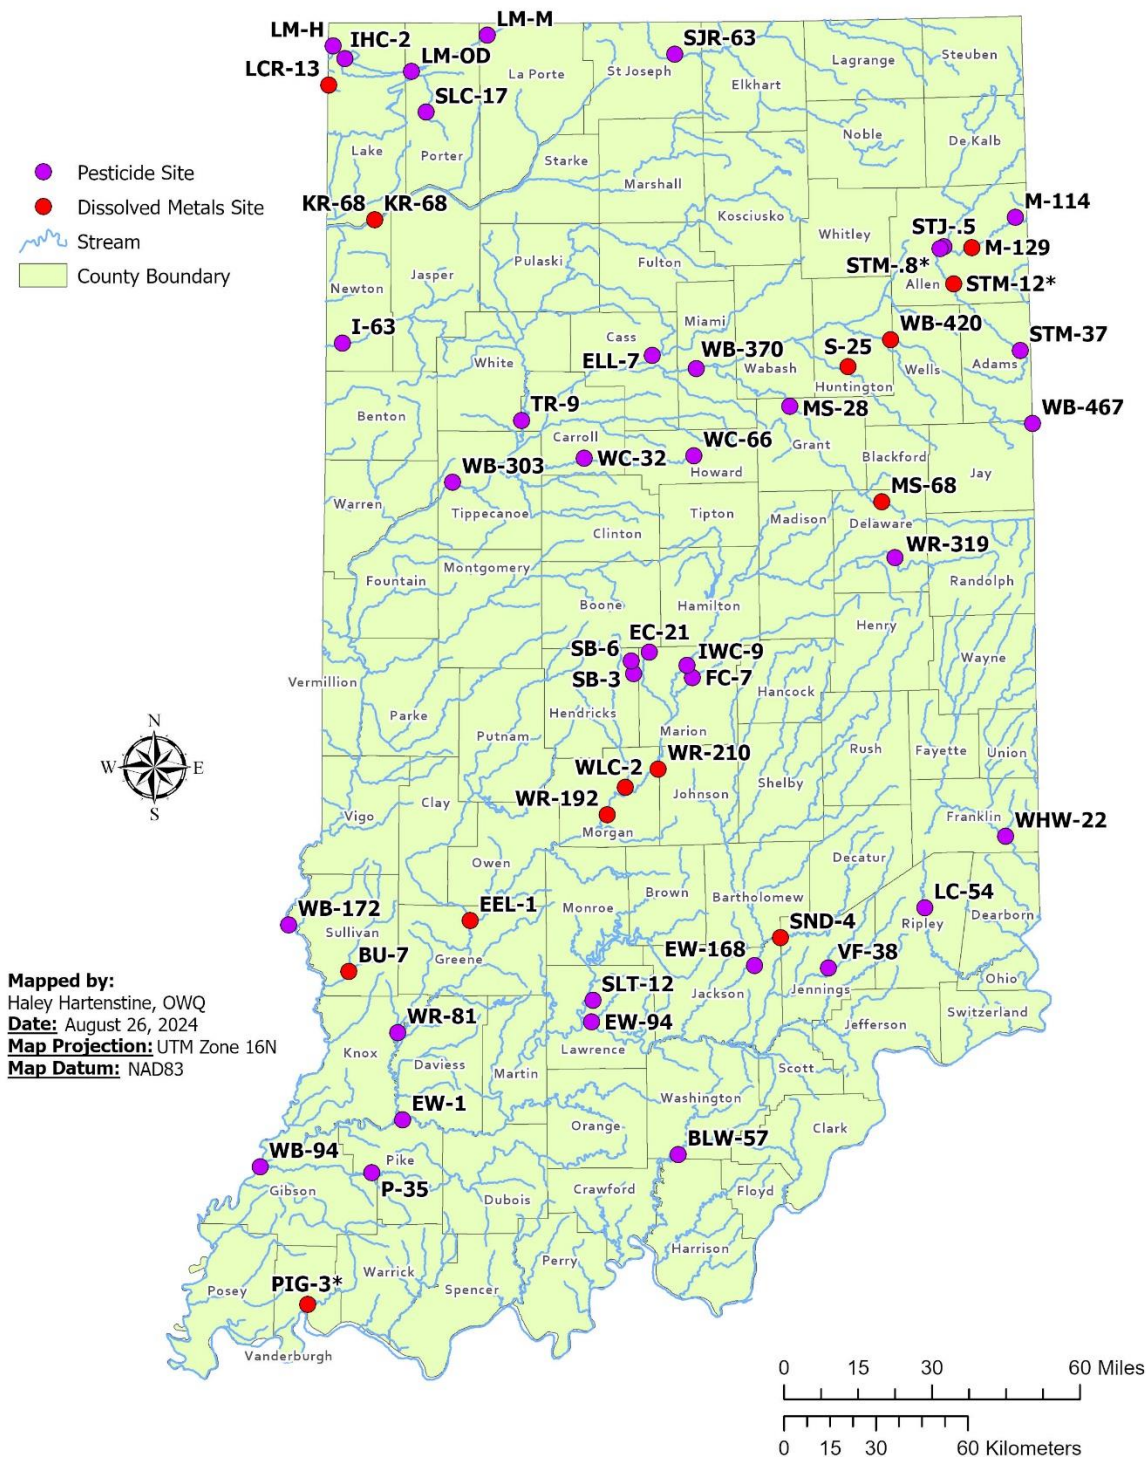 LM-M
LM-H
IHC-2
SJR-63
LM-OD
LCR-13
La Porte
St Joseph
Lagrange
Steuben
Elkhart
SLC-17
Noble
De Kalb
Lake
Porter
Starke
Pesticide Site
Marshall
Dissolved Metals Site
KR-68
KR-68
M-114
Kosciusko
STJ-.5
Stream
Whitley
M-129
Pulaski
Fulton
STM-.8*
County Boundary
Jasper
Allen
STM-12*
Newton
Miami
I-63
Cass
WB-420
STM-37
White
ELL-7
WB-370
S-25
Wabash
Adams
Wells
Huntington
TR-9
MS-28
WB-467
Benton
Carroll
Grant
WC-32
WC-66
Blackford
WB-303
Howard
Jay
MS-68
Warren
Tippecanoe
Tipton
Madison
Delaware
Clinton
WR-319
Montgomery
Fountain
Randolph
Boone
Hamilton
Henry
EC-21
SB-6
IWC-9
Wayne
SB-3
FC-7
Vermillion
Hancock
Hendricks
Parke
N
Putnam
Marion
Rush
Fayette
Union
W
E
WR-210
WLC-2
Shelby
S
Clay
WR-192
Johnson
Vigo
Morgan
Franklin
WHW-22
Owen
Decatur
Brown
Bartholomew
LC-54
EEL-1
Monroe
WB-172
SND-4
Dearborn
Ripley
Sullivan
BU-7
Greene
EW-168
VF-38
Mapped by:
Haley Hartenstine, OWQ
SLT-12
Jennings
Ohio
Jackson
Date: August 26, 2024
WR-81
EW-94
Switzerland
Jefferson
Map Projection: UTM Zone 16N
Knox
Lawrence
Map Datum: NAD83
Daviess
Martin
Scott
EW-1
Washington
Orange
Clark
WB-94
BLW-57
Pike
P-35
Gibson
Dubois
Crawford
Floyd
Harrison
Perry
PIG-3*
Warrick
Posey
Spencer
Vanderburgh
0 15 30 60 Miles
0 15 30 60 Kilometers